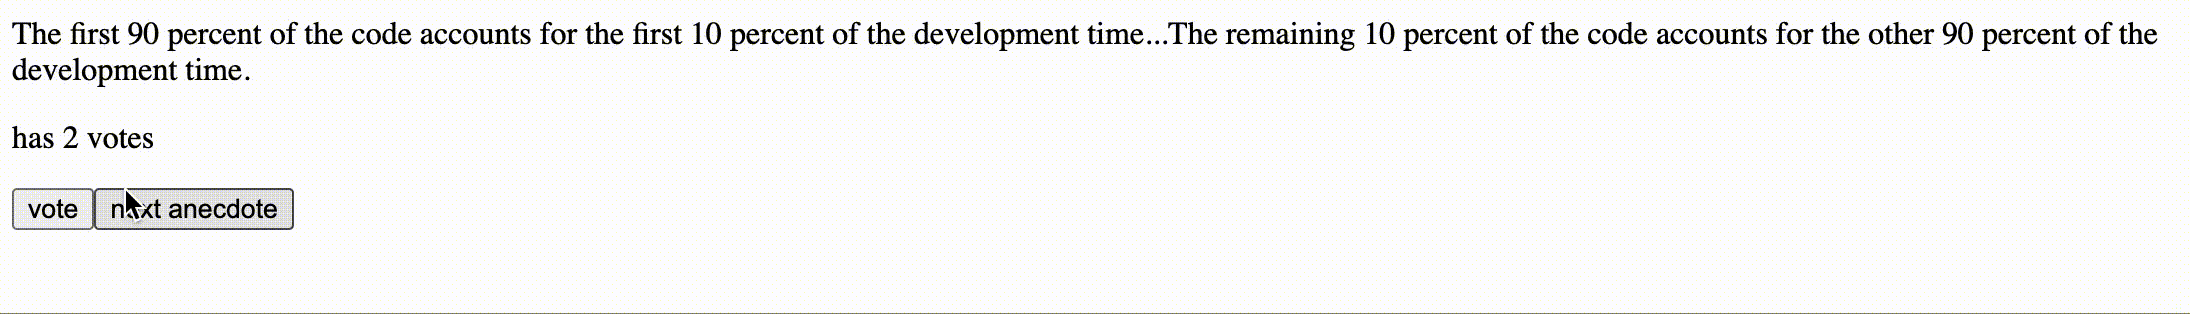 The first 90 percent of the code accounts for the first 10 percent of the development time...The remaining 10 percent of the code accounts for the other 90 percent of the
development time.
has 2 votes
vote next anecdote